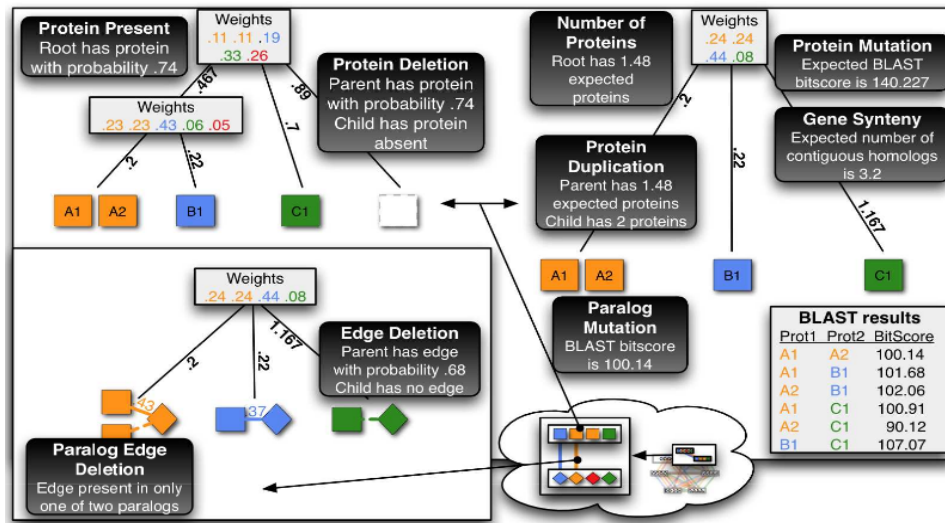 Protein Present
Root has protein
with probability .74
Weights
.11 .11 .19
.33 .26
.467
.89
.7
Weights
.23 .23 .43 .06 .05
.2
.22
Protein Deletion
Parent has protein
with probability .74
Child has protein
absent
A1 A2 B1 C1
Number of
Proteins
Root has 1.48
expected
proteins
Weights
.24 .24
.44 .08
Protein Mutation
Expected BLAST
bitscore is 140.227
Gene Synteny
Expected number of
contiguous homologs
is 3.2
.2
.22
1.167
Protein
Duplication
Parent has 1.48
expected proteins
Child has 2 proteins
A1 A2 B1 C1
Paralog
Mutation
BLAST bitscore
is 100.14
Weights
.24 .24 .44 .08
.2
.22
1.167
Edge Deletion
Parent has edge
with probability .68
Child has no edge
.43
.37
Paralog Edge
Deletion
Edge present in only
one of two paralogs
BLAST results
Prot1 Prot2 BitScore
A1 A2 100.14
A1 B1 101.68
A2 B1 102.06
A1 C1 100.91
A2 C1 90.12
B1 C1 107.07